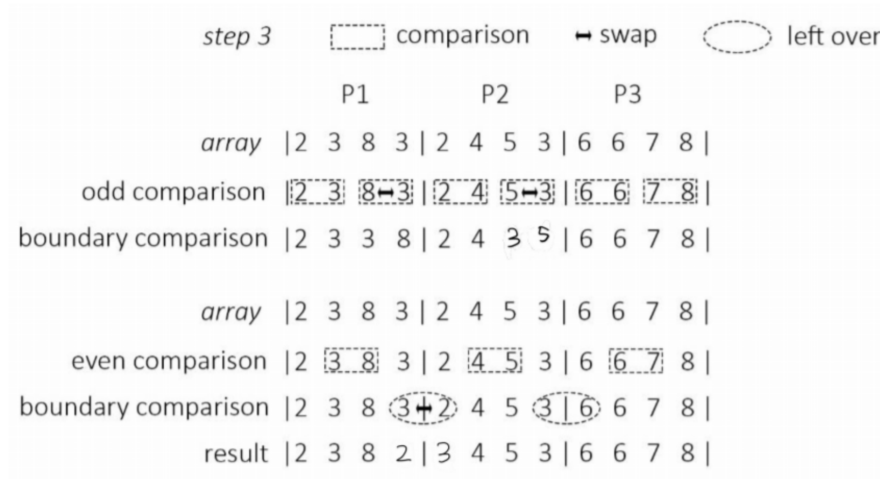 step 3 comparison swap left over
P1 P2 P3
array |2 3 8 3|2 4 5 3|6 6 7 8|
odd comparison |2 3 8 3|2 4 5 3|6 6 7 8|
boundary comparison |2 3 3 8|2 4 3 5|6 6 7 8|
array |2 3 8 3|2 4 5 3|6 6 7 8|
even comparison |2 3 8 3|2 4 5 3|6 6 7 8|
boundary comparison |2 3 8 3|2 4 5 3|6 6 7 8|
result |2 3 8 2|3 4 5 3|6 6 7 8|